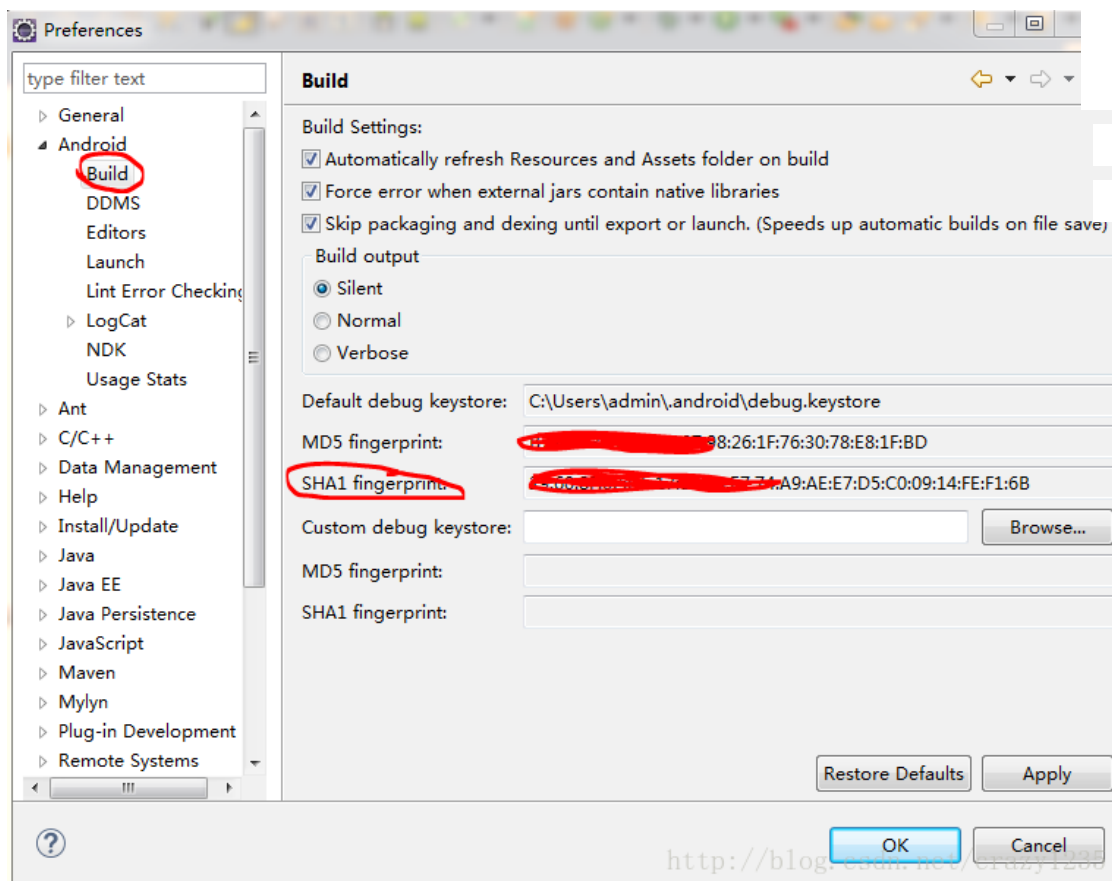 Preferences
type filter text
General
Android
Build
DDMS
Editors
Launch
Lint Error Checking
LogCat
NDK
Usage Stats
Ant
C/C++
Data Management
Help
Install/Update
Java
Java EE
Java Persistence
JavaScript
Maven
Mylyn
Plug-in Development
Remote Systems
Build
Build Settings:
Automatically refresh Resources and Assets folder on build
Force error when external jars contain native libraries
Skip packaging and dexing until export or launch. (Speeds up automatic builds on file save)
Build output
Silent
Normal
Verbose
Default debug keystore: C:\Users\admin\.android\debug.keystore
MD5 fingerprint: 98:26:1F:76:30:78:E8:1F:BD
SHA1 fingerprint: A9:AE:E7:D5:C0:09:14:FE:F1:6B
Custom debug keystore: Browse...
MD5 fingerprint:
SHA1 fingerprint:
Restore Defaults Apply
OK Cancel
http://blog.csdn.net/crazy1235